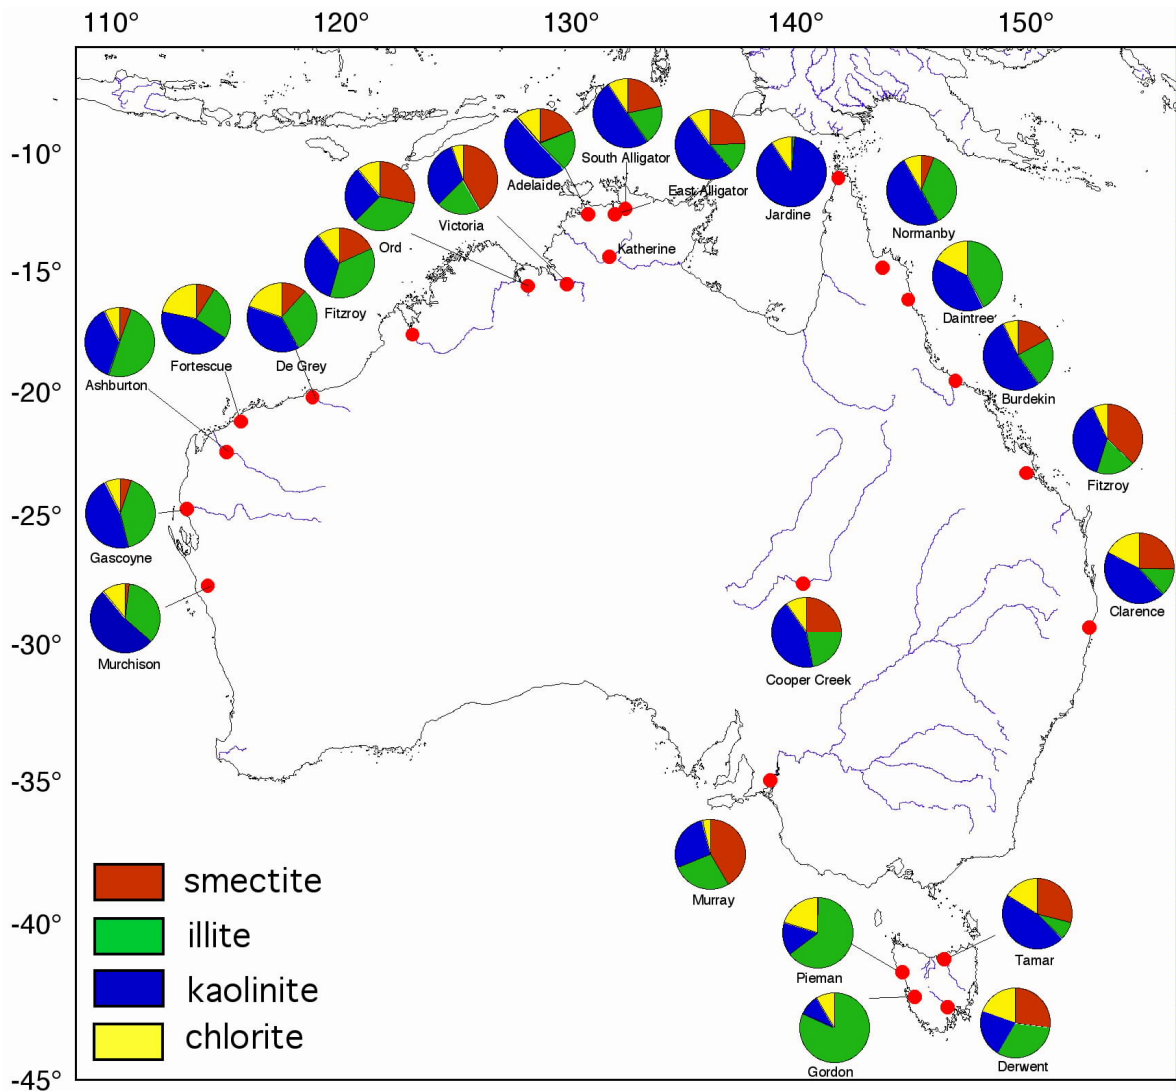 110° 120° 130° 140° 150°
-10°
-15°
-20°
-25°
-30°
-35°
-40°
-45°
South Alligator
Adelaide
East Alligator
Jardine
Victoria
Normanby
Ord
Katherine
Fitzroy
Daintree
Fortescue
De Grey
Ashburton
Burdekin
Fitzroy
Gascoyne
Clarence
Murchison
Cooper Creek
Murray
smectite
illite
kaolinite
chlorite
Pieman
Tamar
Gordon
Derwent